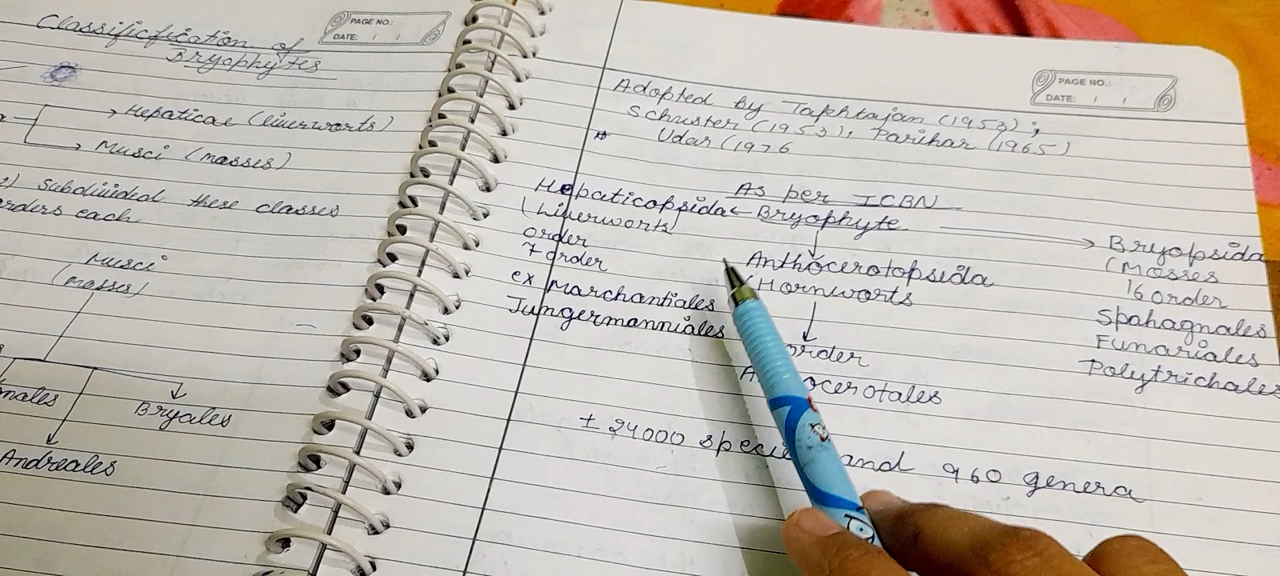 Classificfication of
Bryophytes
PAGE NO.:
DATE: / /
Hepaticae (liverworts)
Musci (mosses)
2) Subdivided these classes
orders each
Musci
(mosses)
Bryales
Andreales
PAGE NO.:
DATE: / /
Adopted by Takhtajan (1953);
Schuster (1953), Parihar (1965)
Udar (1976
As per ICBN
Hepaticopsida ← Bryophyte
(Liverworts
order
7 order
ex Marchantiales
Jungermanniales
Anthocerotopsida
(Hornworts
order
Bryopsida
(Mosses
16 order
Spahagnales
Funariales
Polytrichales
± 24000 and 960 genera